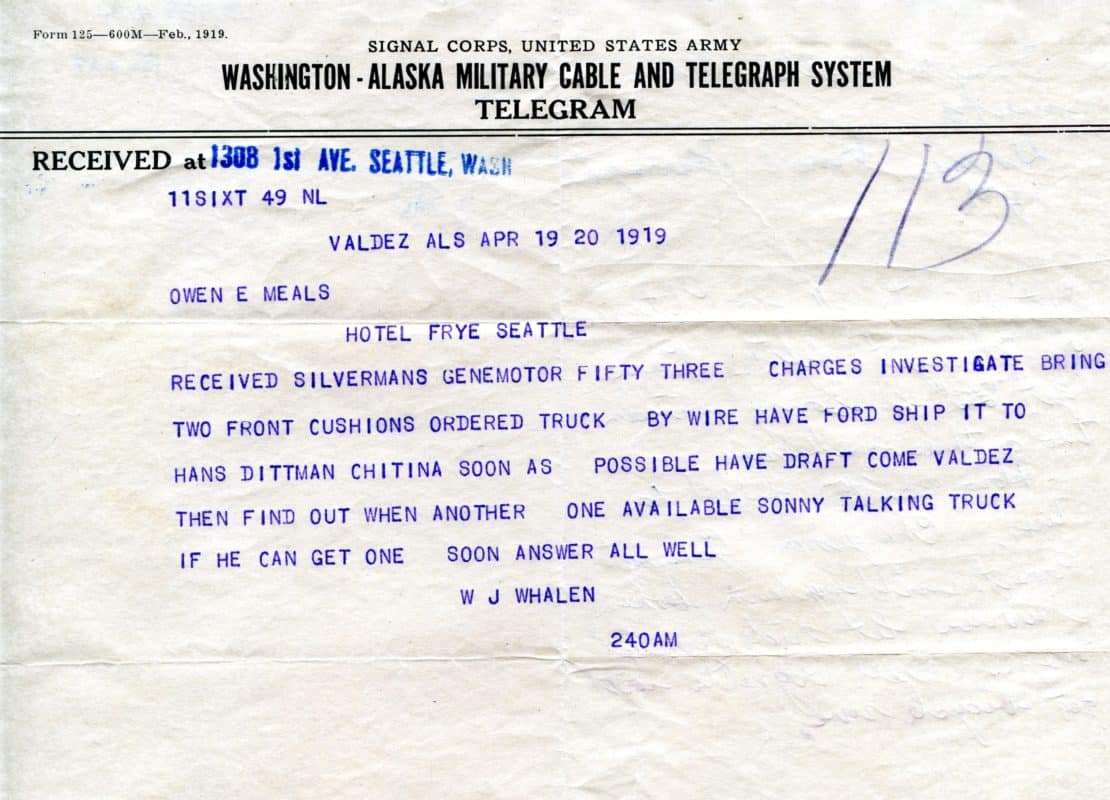 Form 125—600M—Feb., 1919.
SIGNAL CORPS, UNITED STATES ARMY
WASHINGTON - ALASKA MILITARY CABLE AND TELEGRAPH SYSTEM
TELEGRAM
RECEIVED at 1308 1st AVE. SEATTLE, WASH
113
11SIXT 49 NL
VALDEZ ALS APR 19 20 1919
OWEN E MEALS
HOTEL FRYE SEATTLE
RECEIVED SILVERMANS GENEMOTOR FIFTY THREE CHARGES INVESTIGATE BRING
TWO FRONT CUSHIONS ORDERED TRUCK BY WIRE HAVE FORD SHIP IT TO
HANS DITTMAN CHITINA SOON AS POSSIBLE HAVE DRAFT COME VALDEZ
THEN FIND OUT WHEN ANOTHER ONE AVAILABLE SONNY TALKING TRUCK
IF HE CAN GET ONE SOON ANSWER ALL WELL
W J WHALEN
240AM